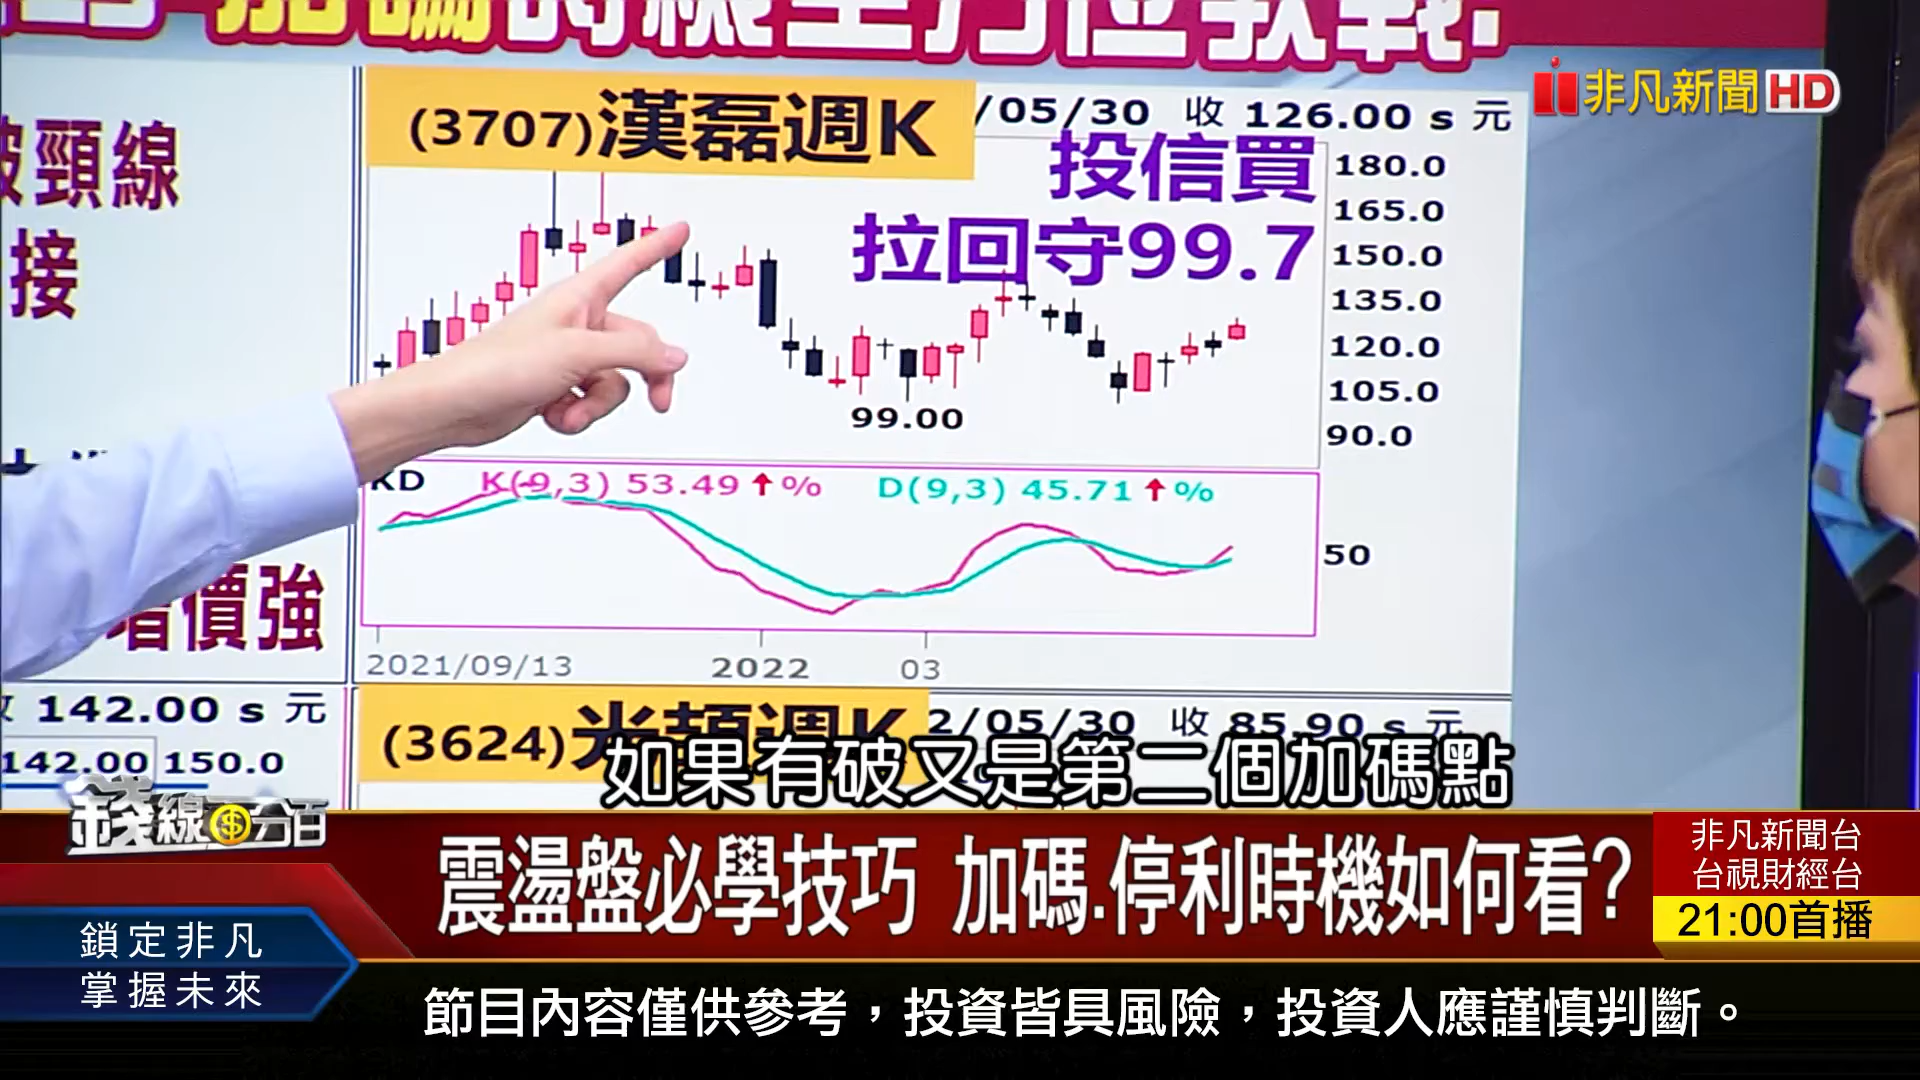 非凡新聞HD
(3707)漢磊週K
/05/30 收 126.00 s 元
投信買
拉回守99.7
180.0
165.0
150.0
135.0
120.0
105.0
90.0
99.00
頸線
接
增價強
KD K(9,3) 53.49 % D(9,3) 45.71 %
50
2021/09/13 2022 03
142.00 s 元
142.00 150.0
(3624)光頡週K
2/05/30 收 85.90 s 元
如果有破又是第二個加碼點
錢線百分百
震盪盤必學技巧 加碼.停利時機如何看?
非凡新聞台
台視財經台
21:00首播
鎖定非凡
掌握未來
節目內容僅供參考，投資皆具風險，投資人應謹慎判斷。